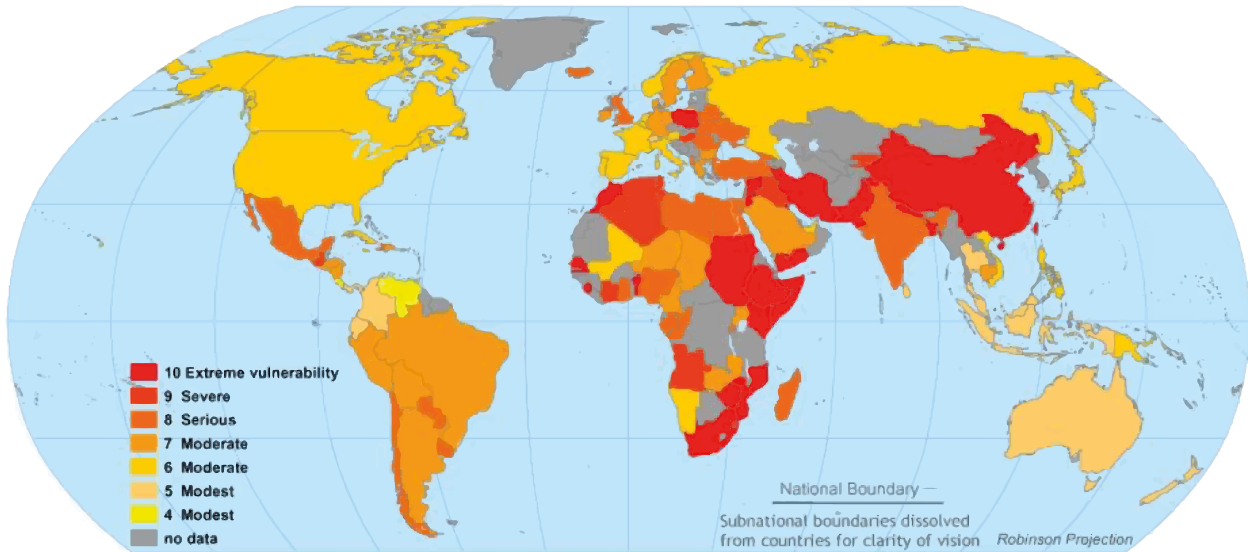 10 Extreme vulnerability
9 Severe
8 Serious
7 Moderate
6 Moderate
5 Modest
4 Modest
no data
National Boundary
Subnational boundaries dissolved
from countries for clarity of vision
Robinson Projection